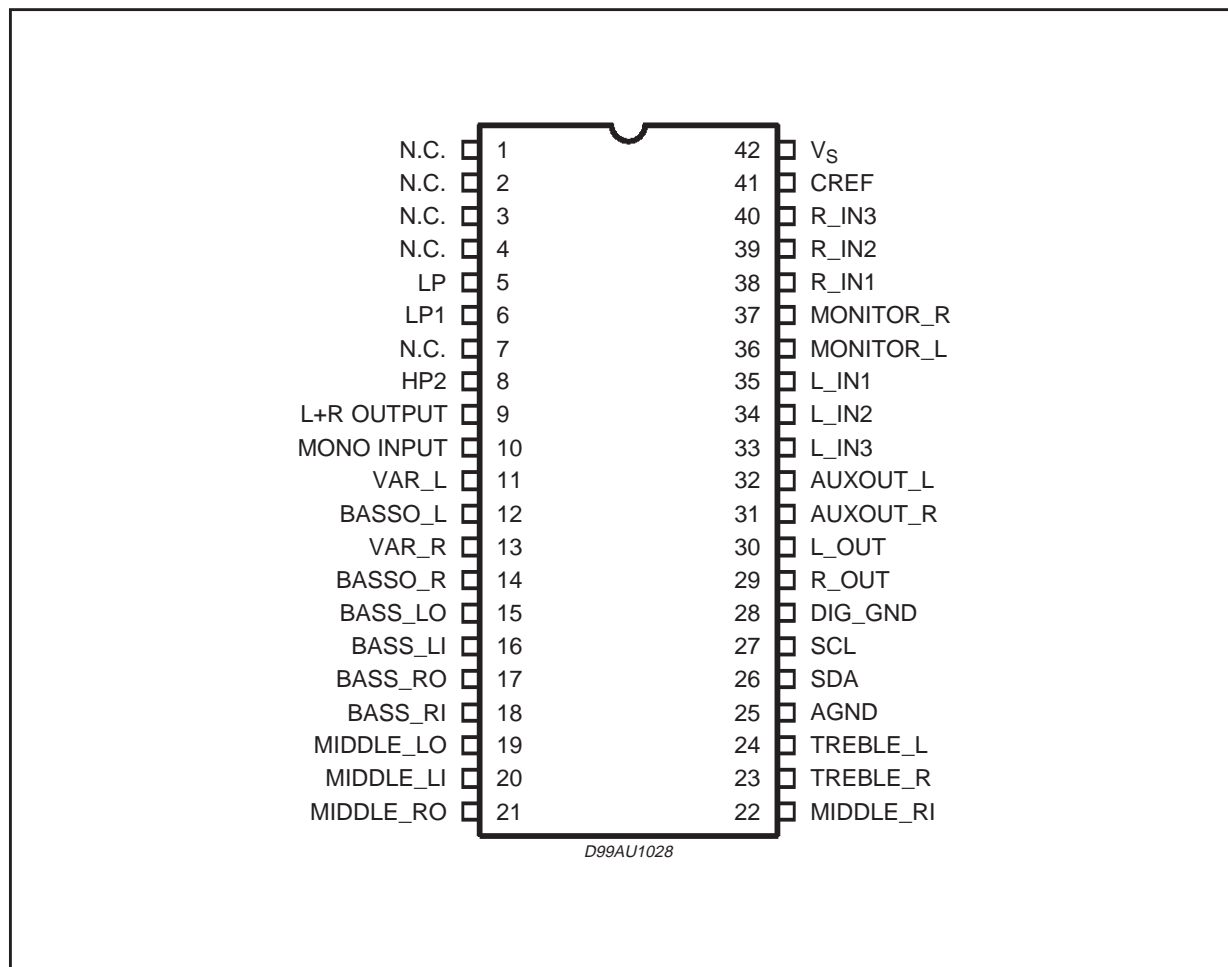 N.C. 1 42 VS
N.C. 2 41 CREF
N.C. 3 40 R_IN3
N.C. 4 39 R_IN2
LP 5 38 R_IN1
LP1 6 37 MONITOR_R
N.C. 7 36 MONITOR_L
HP2 8 35 L_IN1
L+R OUTPUT 9 34 L_IN2
MONO INPUT 10 33 L_IN3
VAR_L 11 32 AUXOUT_L
BASSO_L 12 31 AUXOUT_R
VAR_R 13 30 L_OUT
BASSO_R 14 29 R_OUT
BASS_LO 15 28 DIG_GND
BASS_LI 16 27 SCL
BASS_RO 17 26 SDA
BASS_RI 18 25 AGND
MIDDLE_LO 19 24 TREBLE_L
MIDDLE_LI 20 23 TREBLE_R
MIDDLE_RO 21 22 MIDDLE_RI
D99AU1028